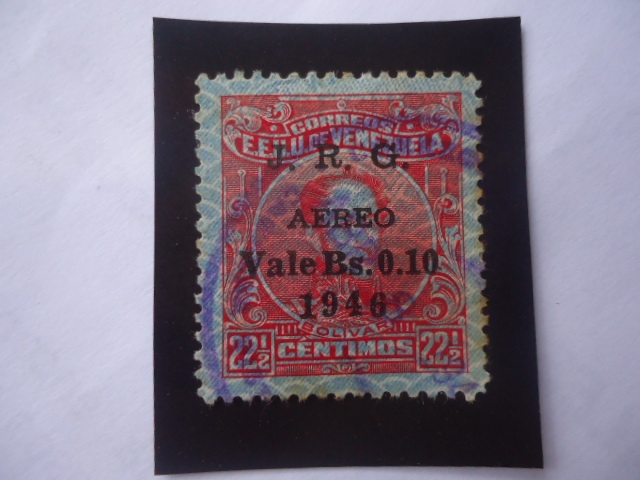 CORREOS
E.E.U.U. DE VENEZUELA
J. R. G.
AEREO
Vale Bs. 0.10
1946
BOLIVAR
22½ CENTIMOS 22½